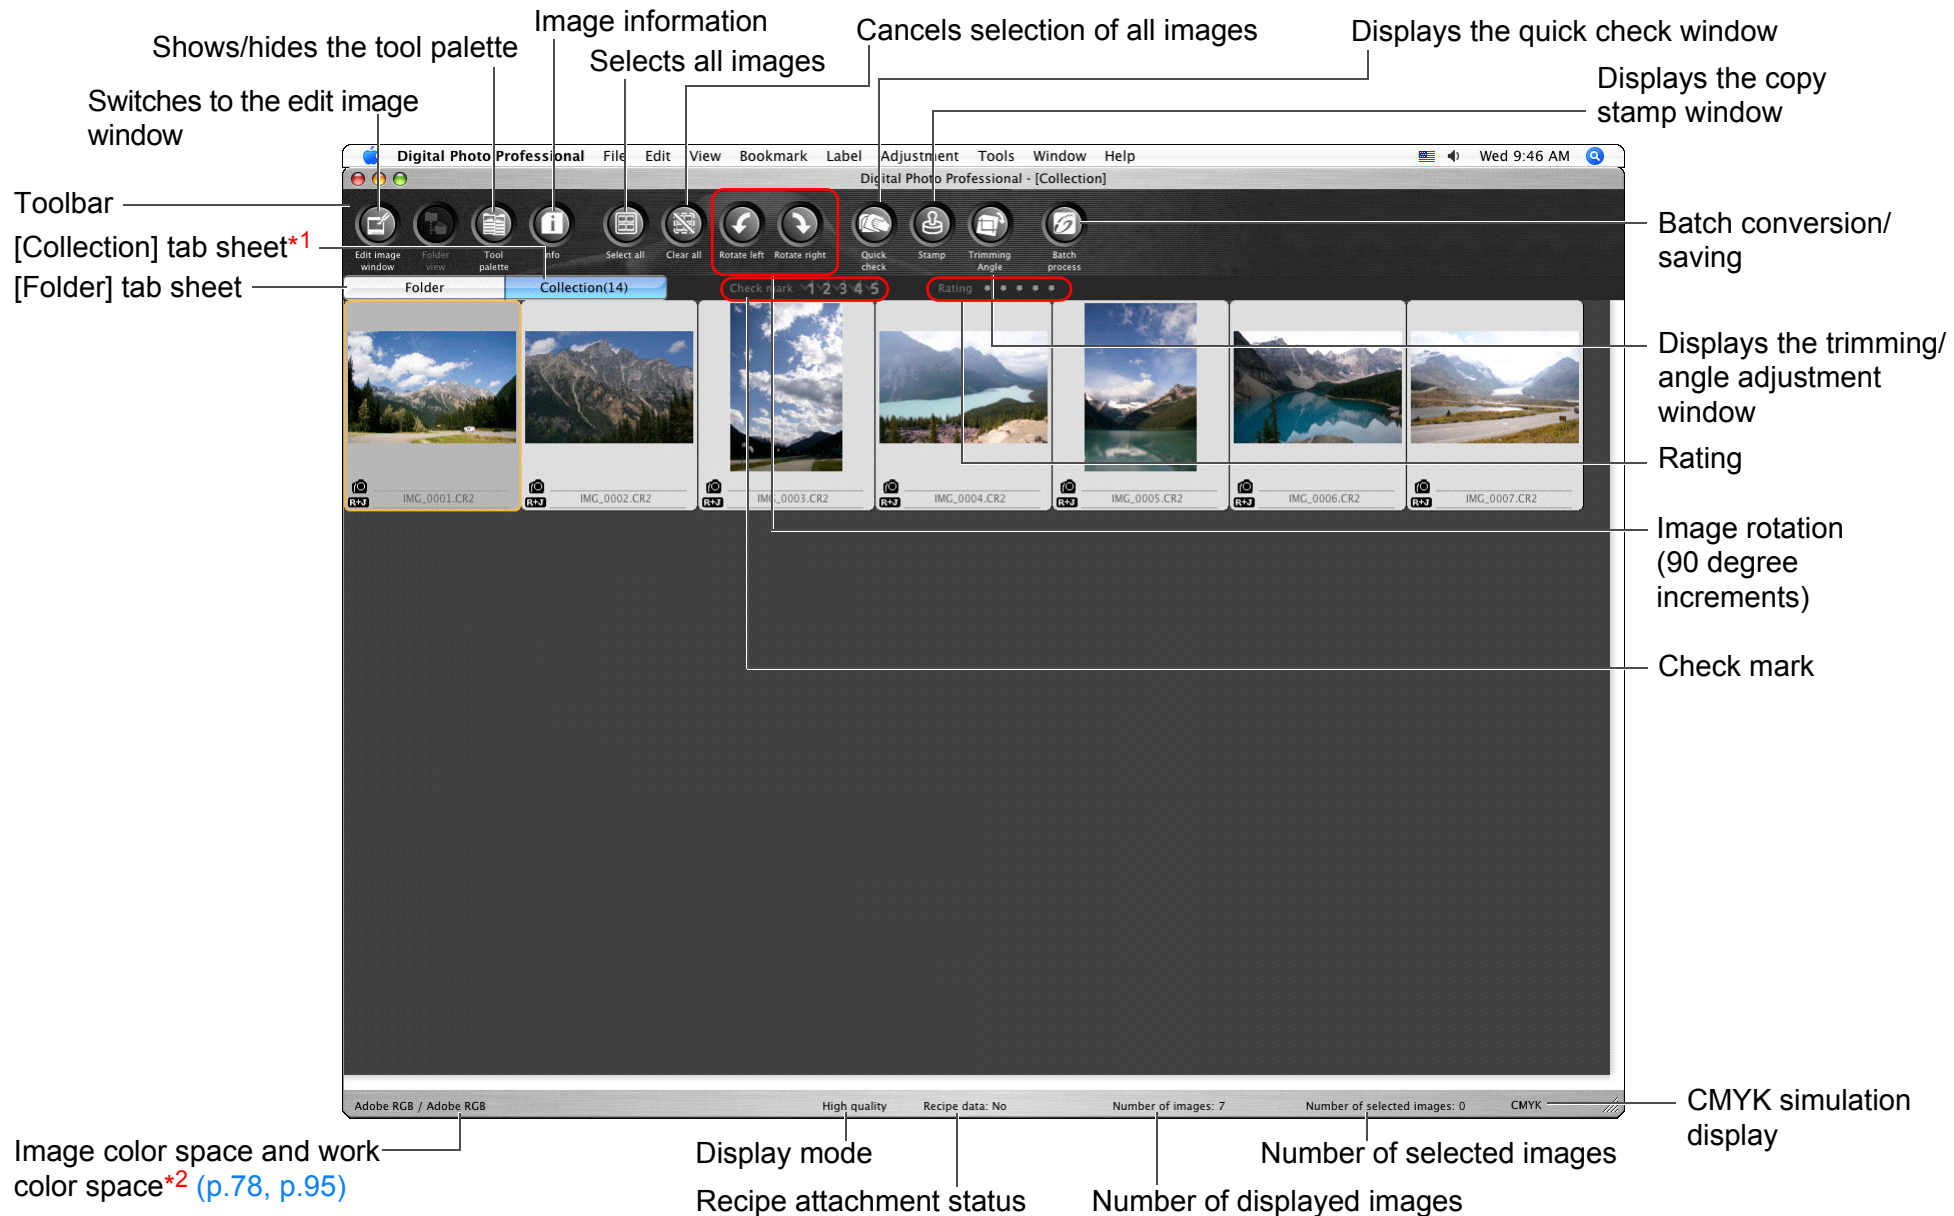 Image information
Cancels selection of all images
Displays the quick check window
Shows/hides the tool palette
Selects all images
Displays the copy
stamp window
Switches to the edit image
window
Digital Photo Professional File Edit View Bookmark Label Adjustment Tools Window Help Wed 9:46 AM
Digital Photo Professional - [Collection]
Toolbar
[Collection] tab sheet*1
[Folder] tab sheet
Edit image
window
Folder
view
Tool
palette
Info
Select all
Clear all
Rotate left
Rotate right
Quick
check
Stamp
Trimming
Angle
Batch
process
Batch conversion/
saving
Folder
Collection(14)
Check mark 1 2 3 4 5
Rating
Displays the trimming/
angle adjustment
window
Rating
R+J IMG_0001.CR2
R+J IMG_0002.CR2
R+J IMG_0003.CR2
R+J IMG_0004.CR2
R+J IMG_0005.CR2
R+J IMG_0006.CR2
R+J IMG_0007.CR2
Image rotation
(90 degree
increments)
Check mark
Adobe RGB / Adobe RGB
High quality
Recipe data: No
Number of images: 7
Number of selected images: 0
CMYK
CMYK simulation
display
Image color space and work
color space*2 (p.78, p.95)
Display mode
Number of selected images
Recipe attachment status
Number of displayed images